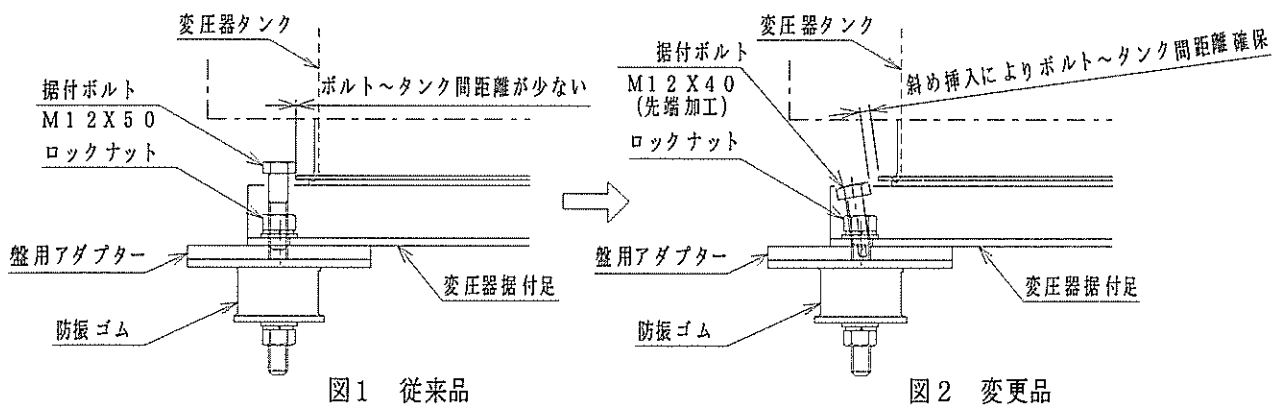 変圧器タンク
据付ボルト
M12X50
ロックナット
ボルト～タンク間距離が少ない
盤用アダプター
変圧器据付足
防振ゴム
図1 従来品
変圧器タンク
据付ボルト
M12X40
(先端加工)
ロックナット
斜め挿入によりボルト～タンク間距離確保
盤用アダプター
変圧器据付足
防振ゴム
図2 変更品